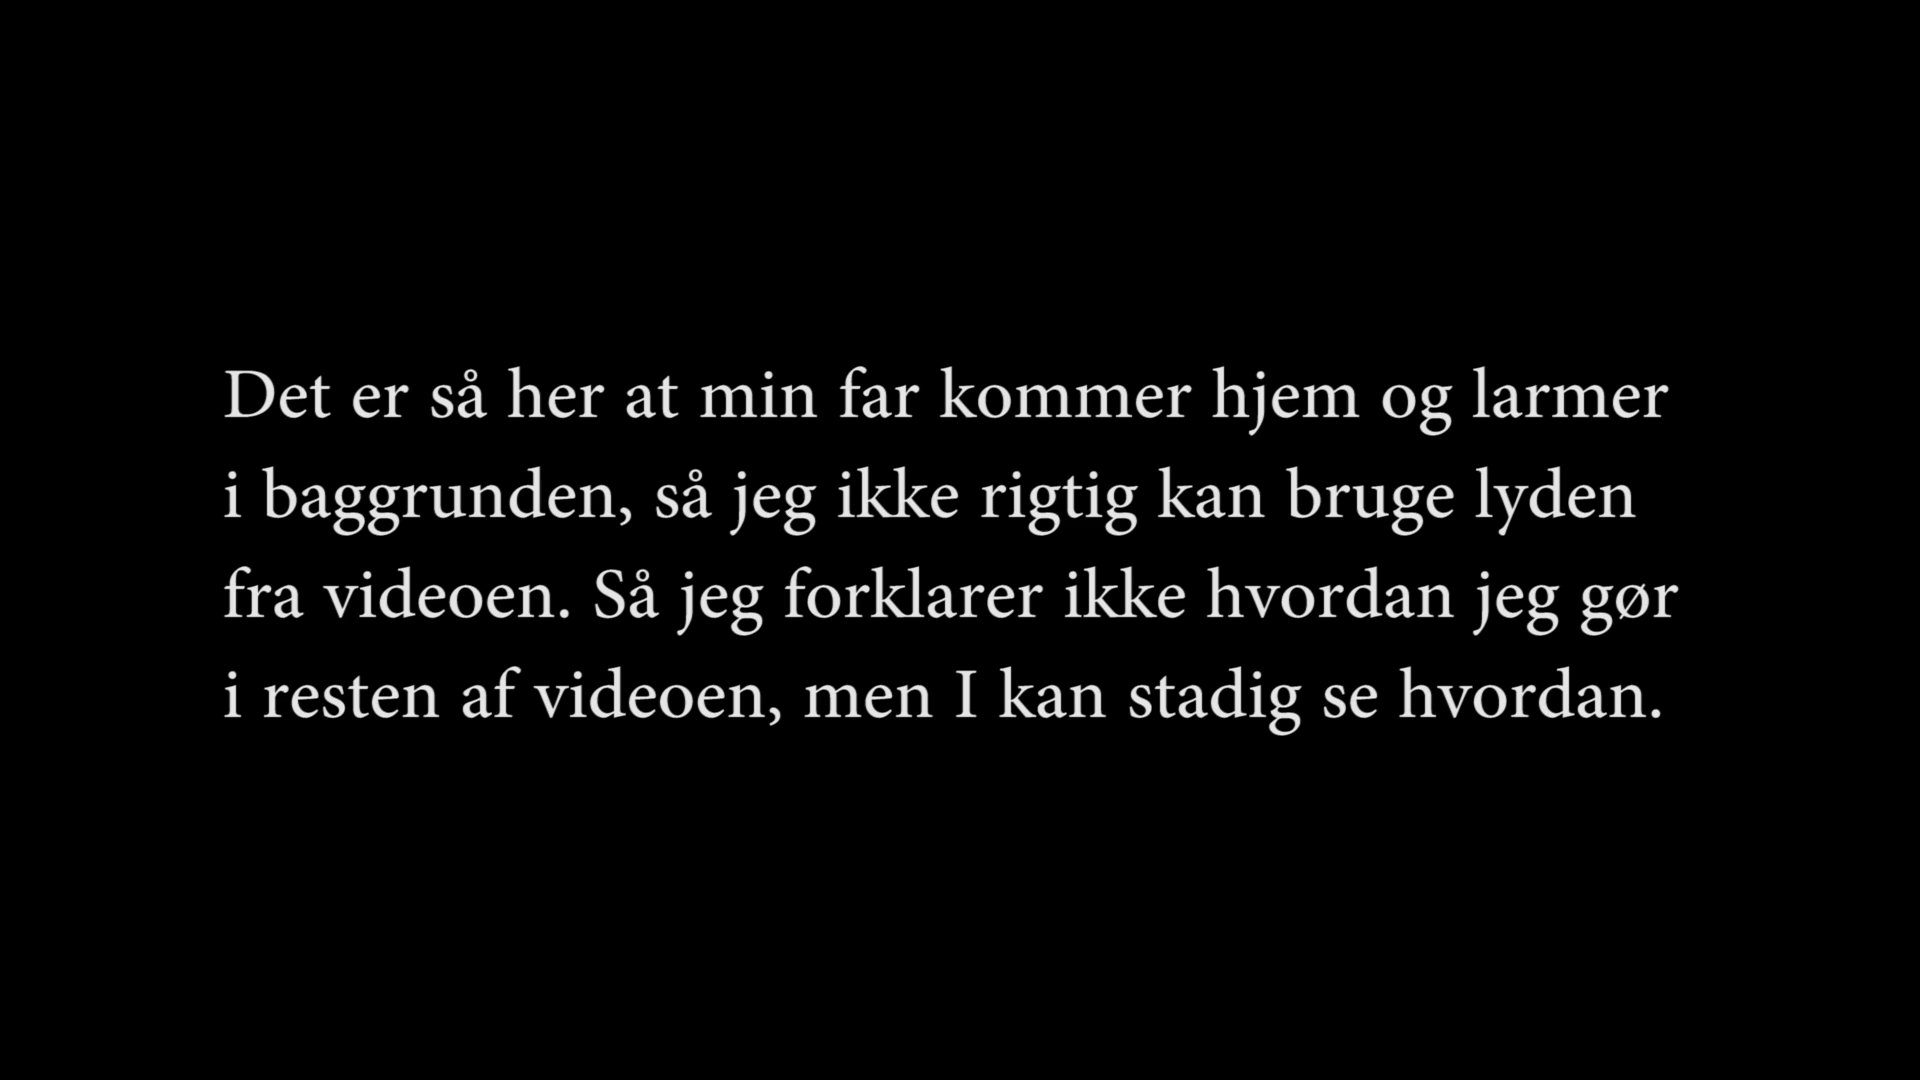 Det er så her at min far kommer hjem og larmer
i baggrunden, så jeg ikke rigtig kan bruge lyden
fra videoen. Så jeg forklarer ikke hvordan jeg gør
i resten af videoen, men I kan stadig se hvordan.